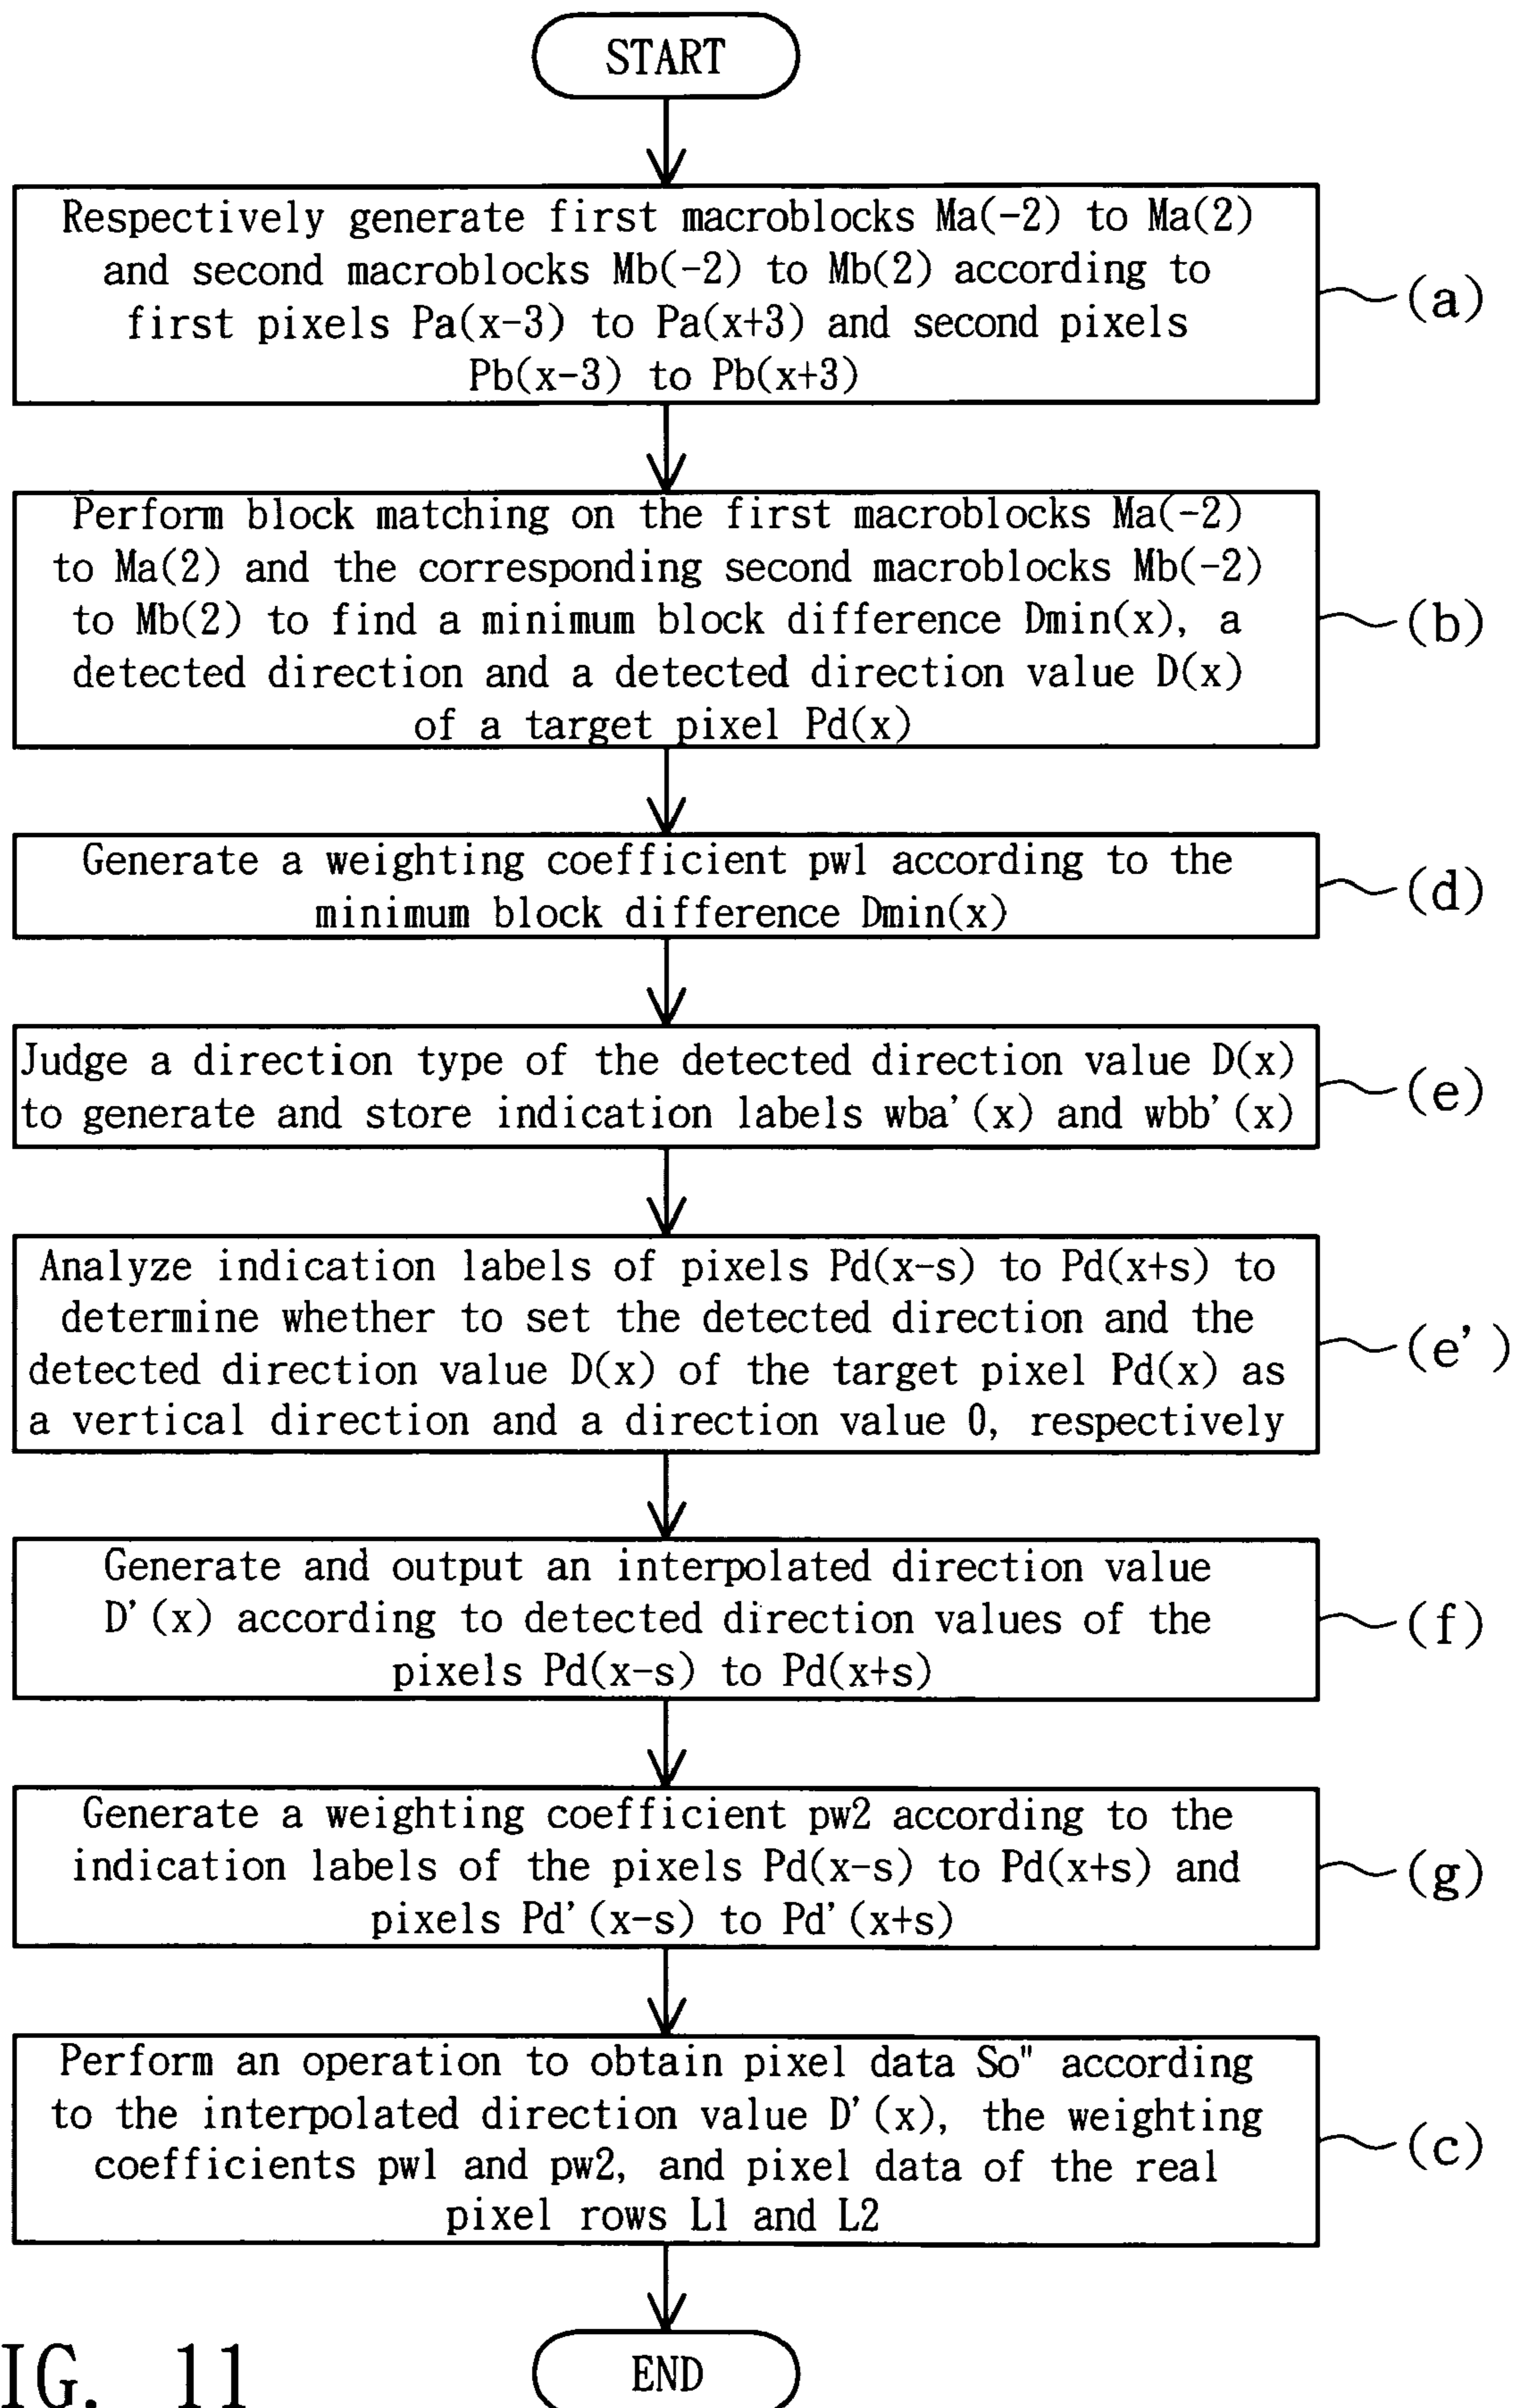 START
Respectively generate first macroblocks Ma(-2) to Ma(2)
and second macroblocks Mb(-2) to Mb(2) according to
first pixels Pa(x-3) to Pa(x+3) and second pixels
Pb(x-3) to Pb(x+3)
(a)
Perform block matching on the first macroblocks Ma(-2)
to Ma(2) and the corresponding second macroblocks Mb(-2)
to Mb(2) to find a minimum block difference Dmin(x), a
detected direction and a detected direction value D(x)
of a target pixel Pd(x)
(b)
Generate a weighting coefficient pw1 according to the
minimum block difference Dmin(x)
(d)
Judge a direction type of the detected direction value D(x)
to generate and store indication labels wba'(x) and wbb'(x)
(e)
Analyze indication labels of pixels Pd(x-s) to Pd(x+s) to
determine whether to set the detected direction and the
detected direction value D(x) of the target pixel Pd(x) as
a vertical direction and a direction value 0, respectively
(e')
Generate and output an interpolated direction value
D'(x) according to detected direction values of the
pixels Pd(x-s) to Pd(x+s)
(f)
Generate a weighting coefficient pw2 according to the
indication labels of the pixels Pd(x-s) to Pd(x+s) and
pixels Pd'(x-s) to Pd'(x+s)
(g)
Perform an operation to obtain pixel data So" according
to the interpolated direction value D'(x), the weighting
coefficients pw1 and pw2, and pixel data of the real
pixel rows L1 and L2
(c)
END
IG. 11